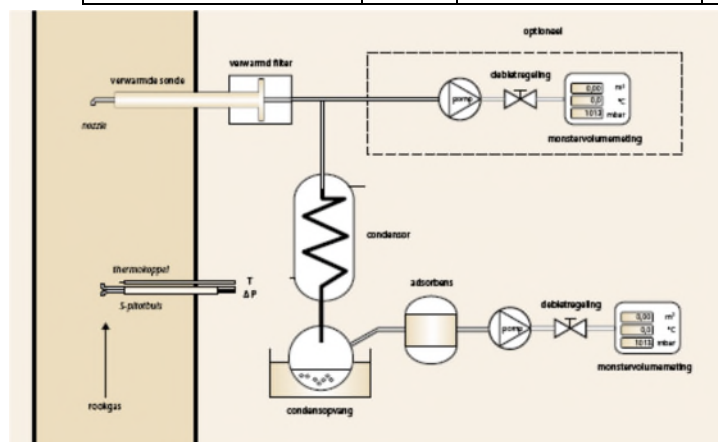 optioneel
verwarmd filter
verwarmde sonde
nozzle
pomp
debietregeling
0,00 m³
0,0 °C
1013 mbar
monstervolumemeting
condensor
thermokoppel
T
Δ P
S-pitotbuis
adsorbens
pomp
debietregeling
0,00 m³
0,0 °C
1013 mbar
monstervolumemeting
rookgas
condensopvang